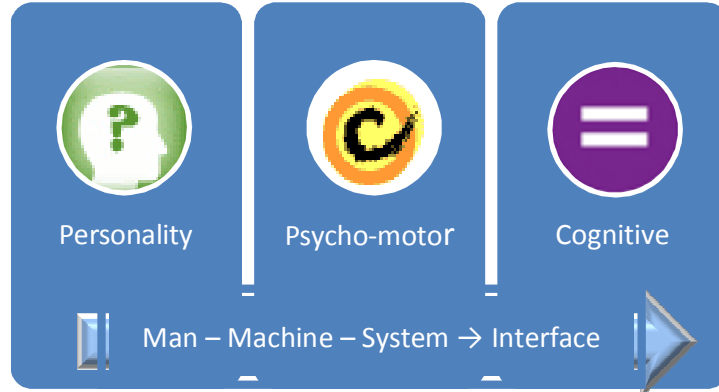 ?
Personality
Psycho-motor
Cognitive
Man – Machine – System → Interface